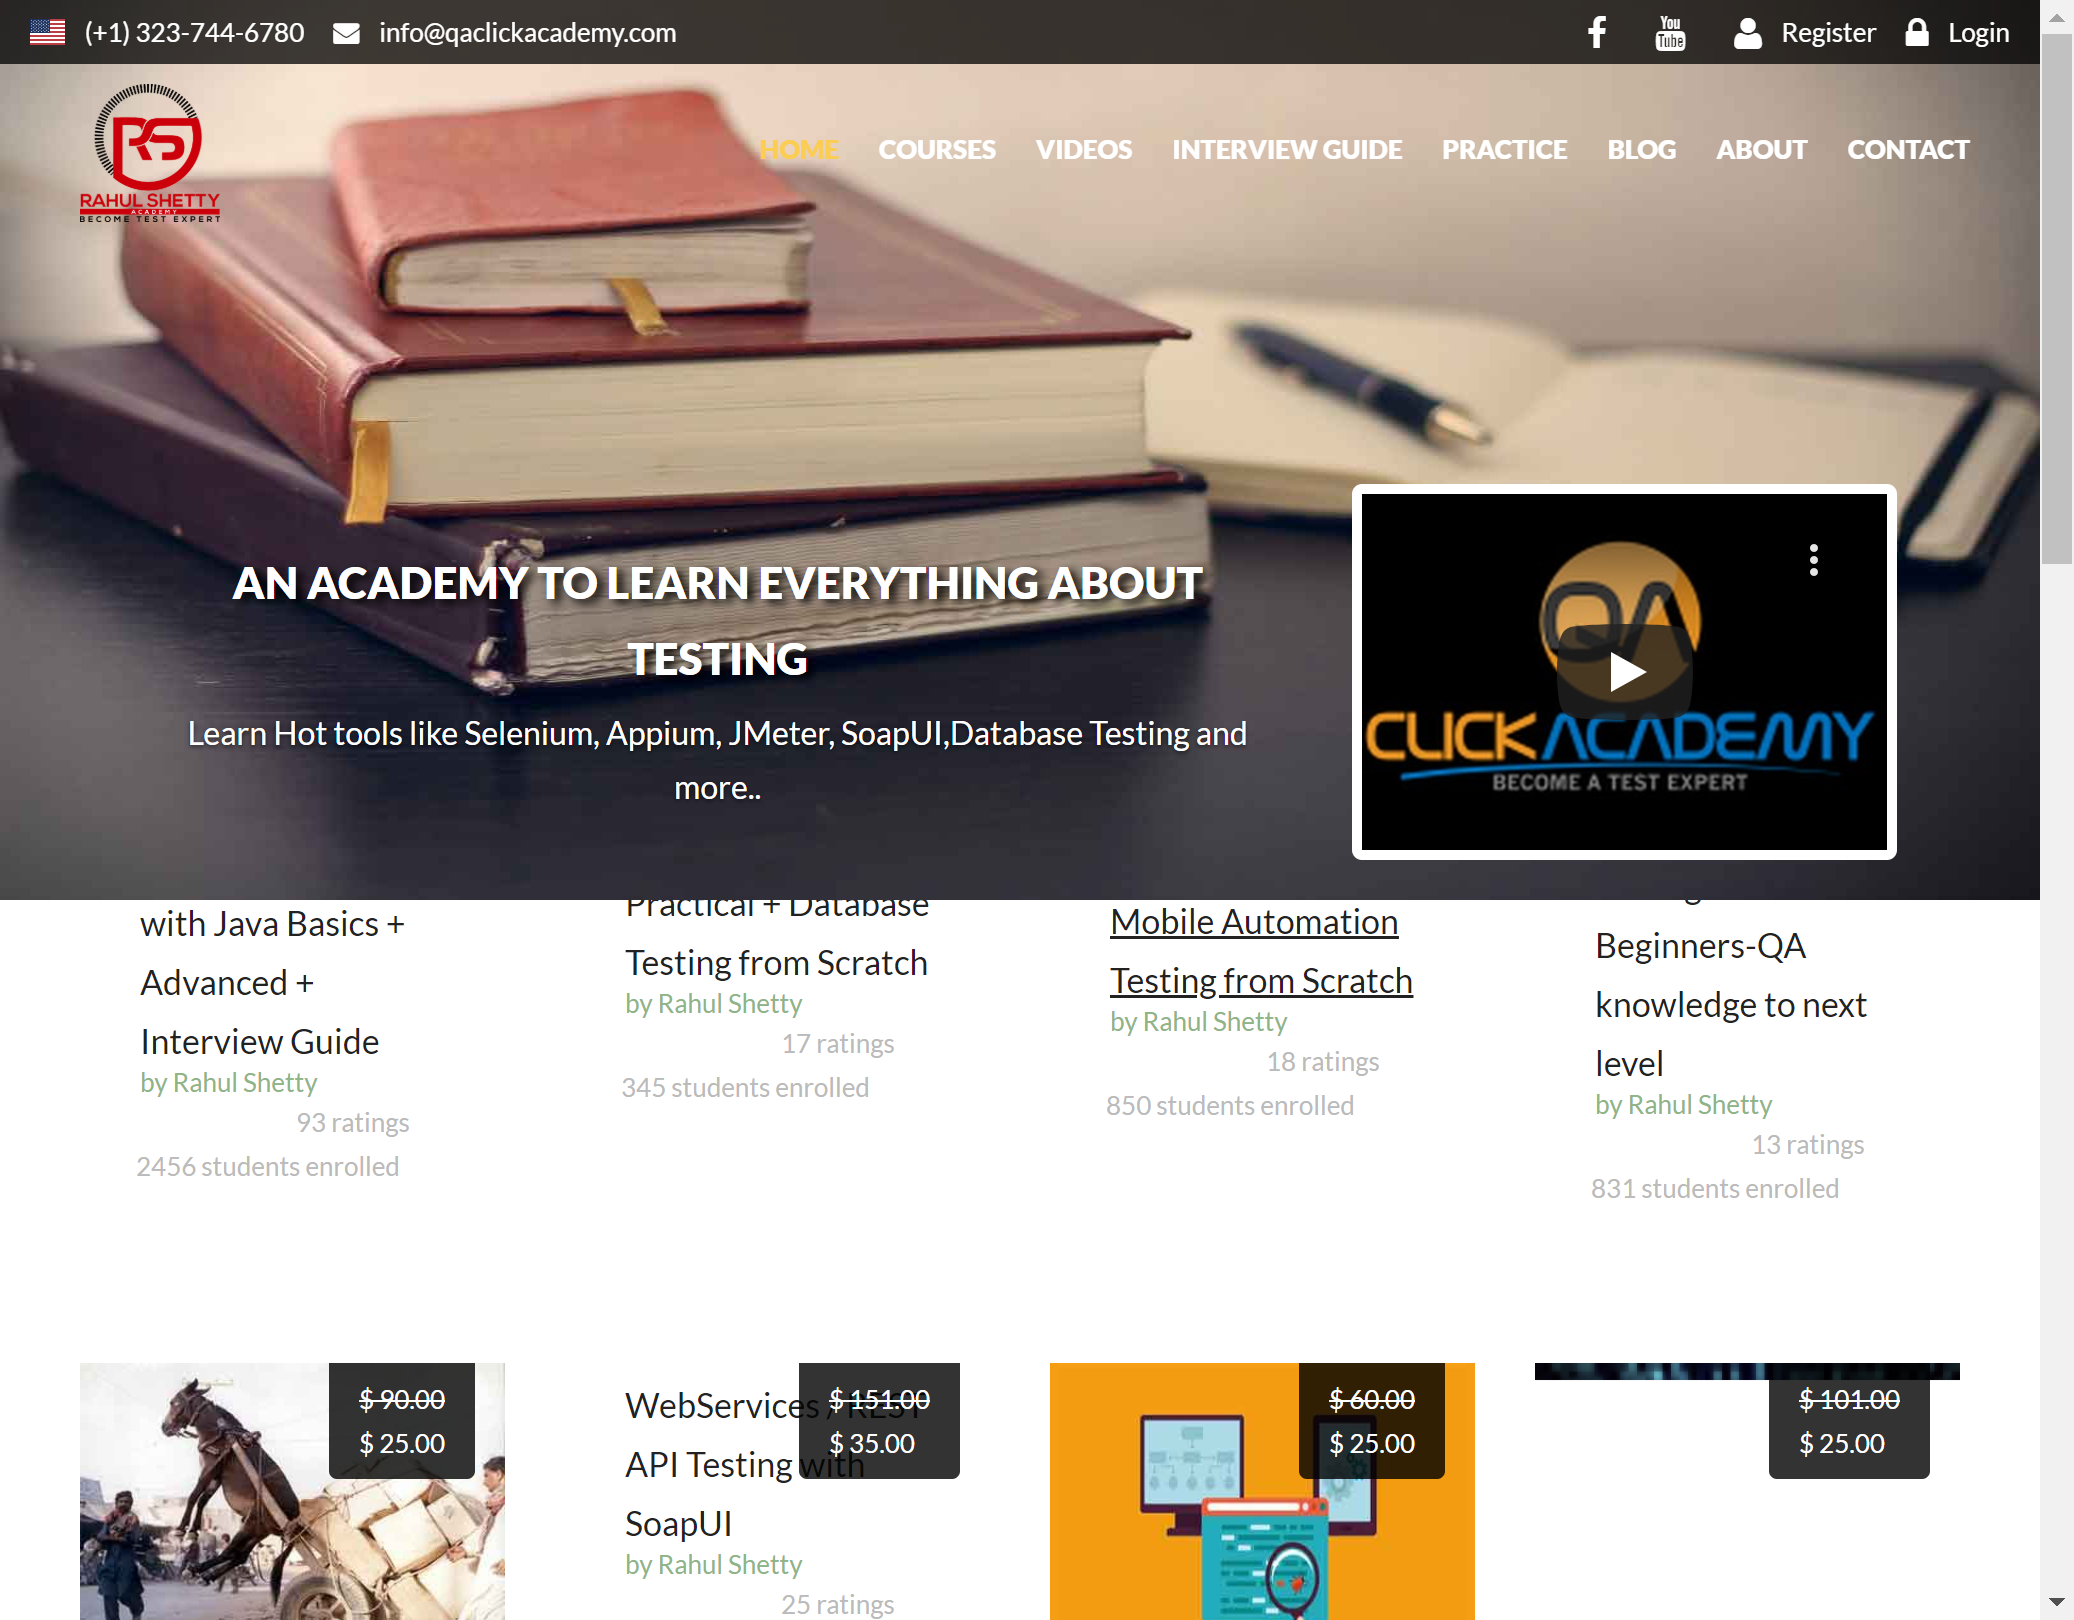 (+1) 323-744-6780
info@qaclickacademy.com
You
Tube
Register
Login
RS
RAHUL SHETTY
ACADEMY
BECOME TEST EXPERT
HOME
COURSES
VIDEOS
INTERVIEW GUIDE
PRACTICE
BLOG
ABOUT
CONTACT
AN ACADEMY TO LEARN EVERYTHING ABOUT
TESTING
Learn Hot tools like Selenium, Appium, JMeter, SoapUI,Database Testing and
more..
QA
CLICK ACADEMY
BECOME A TEST EXPERT
with Java Basics +
Advanced +
Interview Guide
by Rahul Shetty
93 ratings
2456 students enrolled
Practical + Database
Testing from Scratch
by Rahul Shetty
17 ratings
345 students enrolled
Mobile Automation
Testing from Scratch
by Rahul Shetty
18 ratings
850 students enrolled
Beginners-QA
knowledge to next
level
by Rahul Shetty
13 ratings
831 students enrolled
$ 90.00
$ 25.00
WebServices / REST
API Testing with
SoapUI
by Rahul Shetty
25 ratings
$ 151.00
$ 35.00
$ 60.00
$ 25.00
$ 101.00
$ 25.00